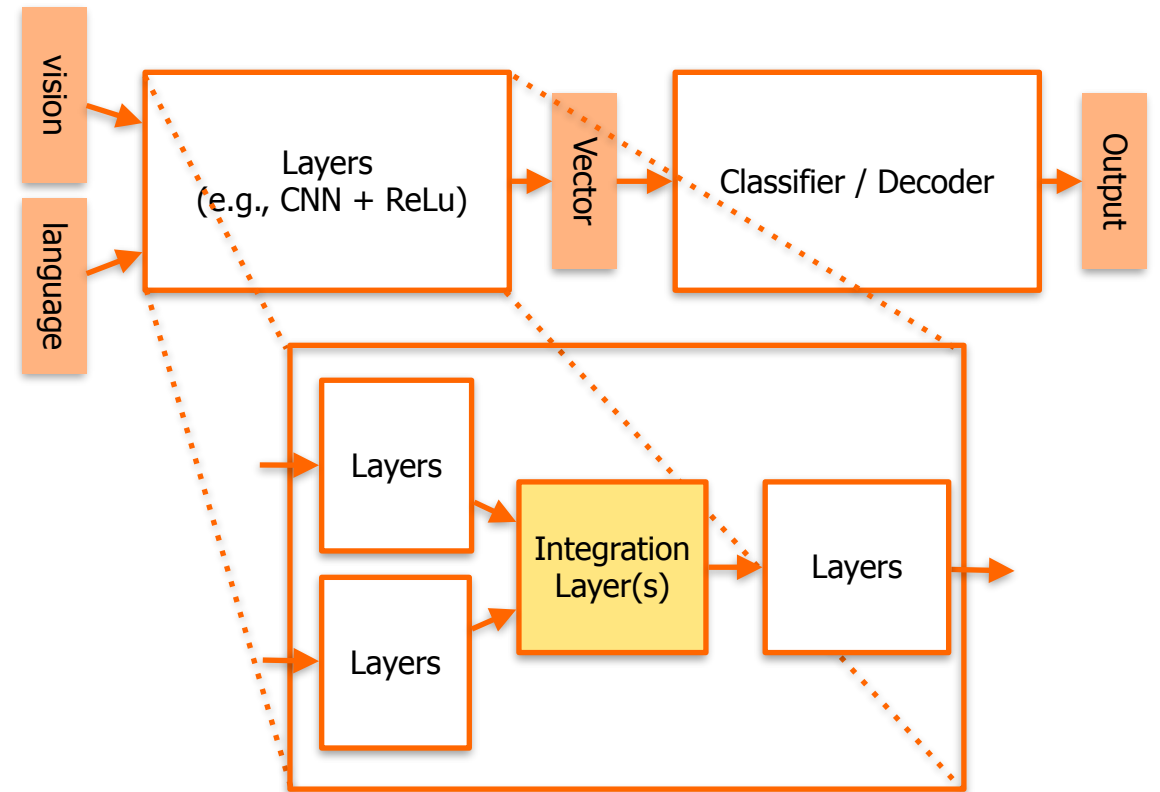 vision
language
Layers
(e.g., CNN + ReLu)
Vector
Classifier / Decoder
Output
Layers
Layers
Integration
Layer(s)
Layers